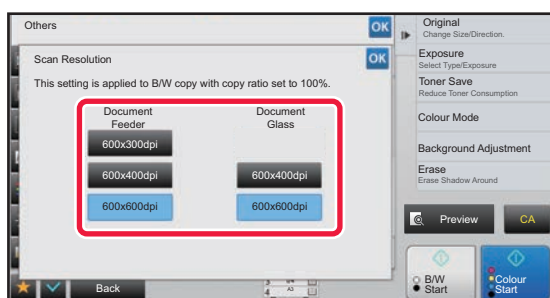 Others
OK
Scan Resolution
OK
This setting is applied to B/W copy with copy ratio set to 100%.
Document
Feeder
Document
Glass
600x300dpi
600x400dpi
600x400dpi
600x600dpi
600x600dpi
Back
A3
Original
Change Size/Direction.
Exposure
Select Type/Exposure
Toner Save
Reduce Toner Consumption
Colour Mode
Background Adjustment
Erase
Erase Shadow Around
Preview
CA
B/W
Start
Colour
Start